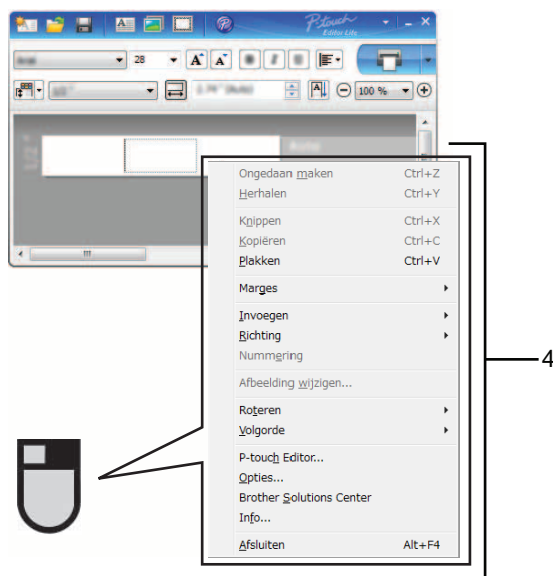 P-touch
Editor Lite
28
100 %
Ongedaan maken Ctrl+Z
Herhalen Ctrl+Y
Knippen Ctrl+X
Kopiëren Ctrl+C
Plakken Ctrl+V
Marges
Invoegen
Richting
Nummering
Afbeelding wijzigen...
Roteren
Volgorde
P-touch Editor...
Opties...
Brother Solutions Center
Info...
Afsluiten Alt+F4
4